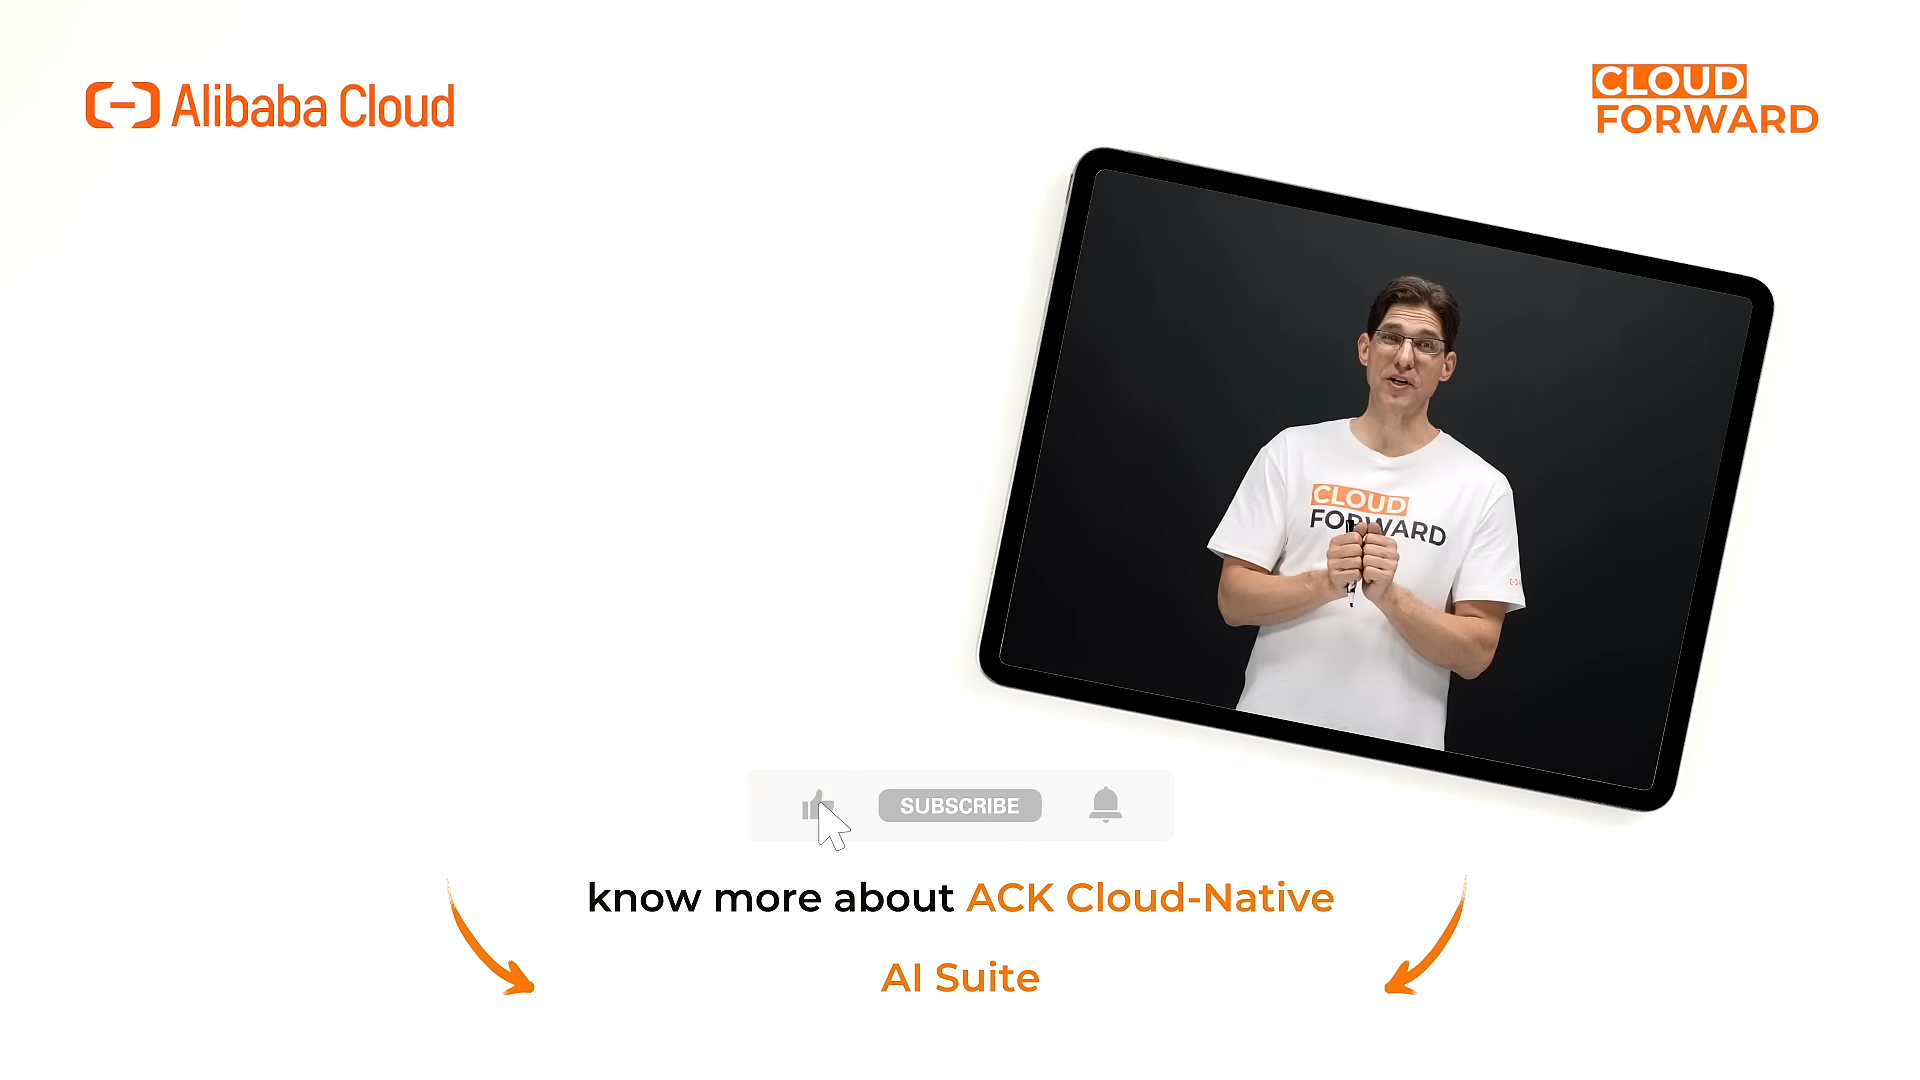 Alibaba Cloud
CLOUD
FORWARD
CLOUD
FORWARD
SUBSCRIBE
know more about ACK Cloud-Native
AI Suite